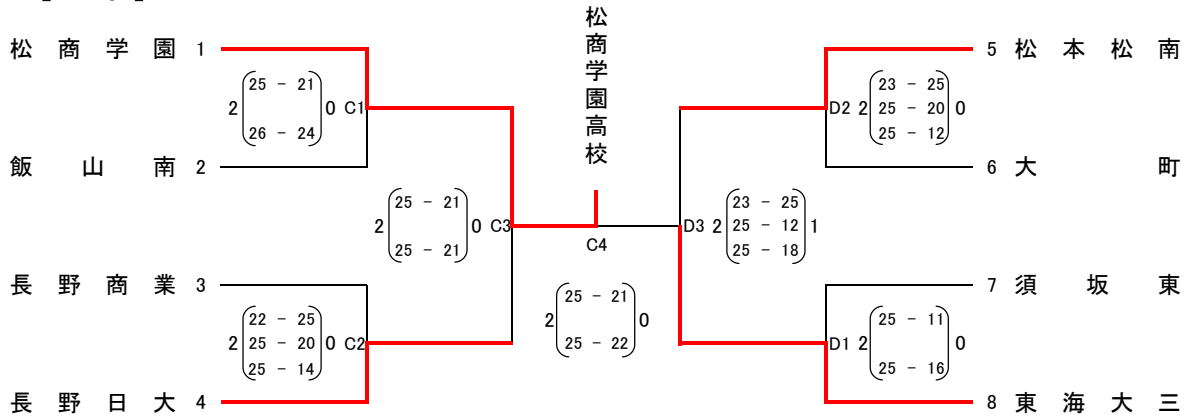 松商学園高校
松商学園 1
2 25 - 21 0 C1
26 - 24
飯山南 2
2 25 - 21 0 C3
25 - 21
長野商業 3
22 - 25
2 25 - 20 0 C2
25 - 14
長野日大 4
C4
2 25 - 21 0
25 - 22
5 松本松南
23 - 25
D2 2 25 - 20 0
25 - 12
6 大町
23 - 25
D3 2 25 - 12 1
25 - 18
7 須坂東
D1 2 25 - 11 0
25 - 16
8 東海大三